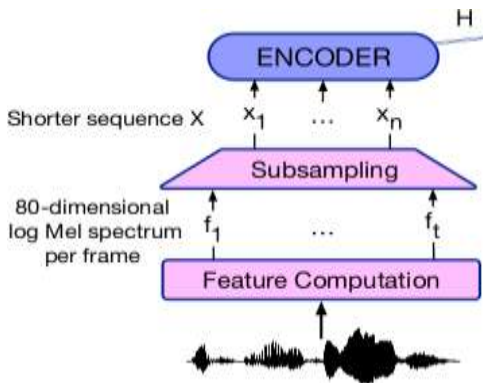 H
ENCODER
Shorter sequence X
x1 ... xn
Subsampling
80-dimensional
log Mel spectrum
per frame
f1 ... ft
Feature Computation